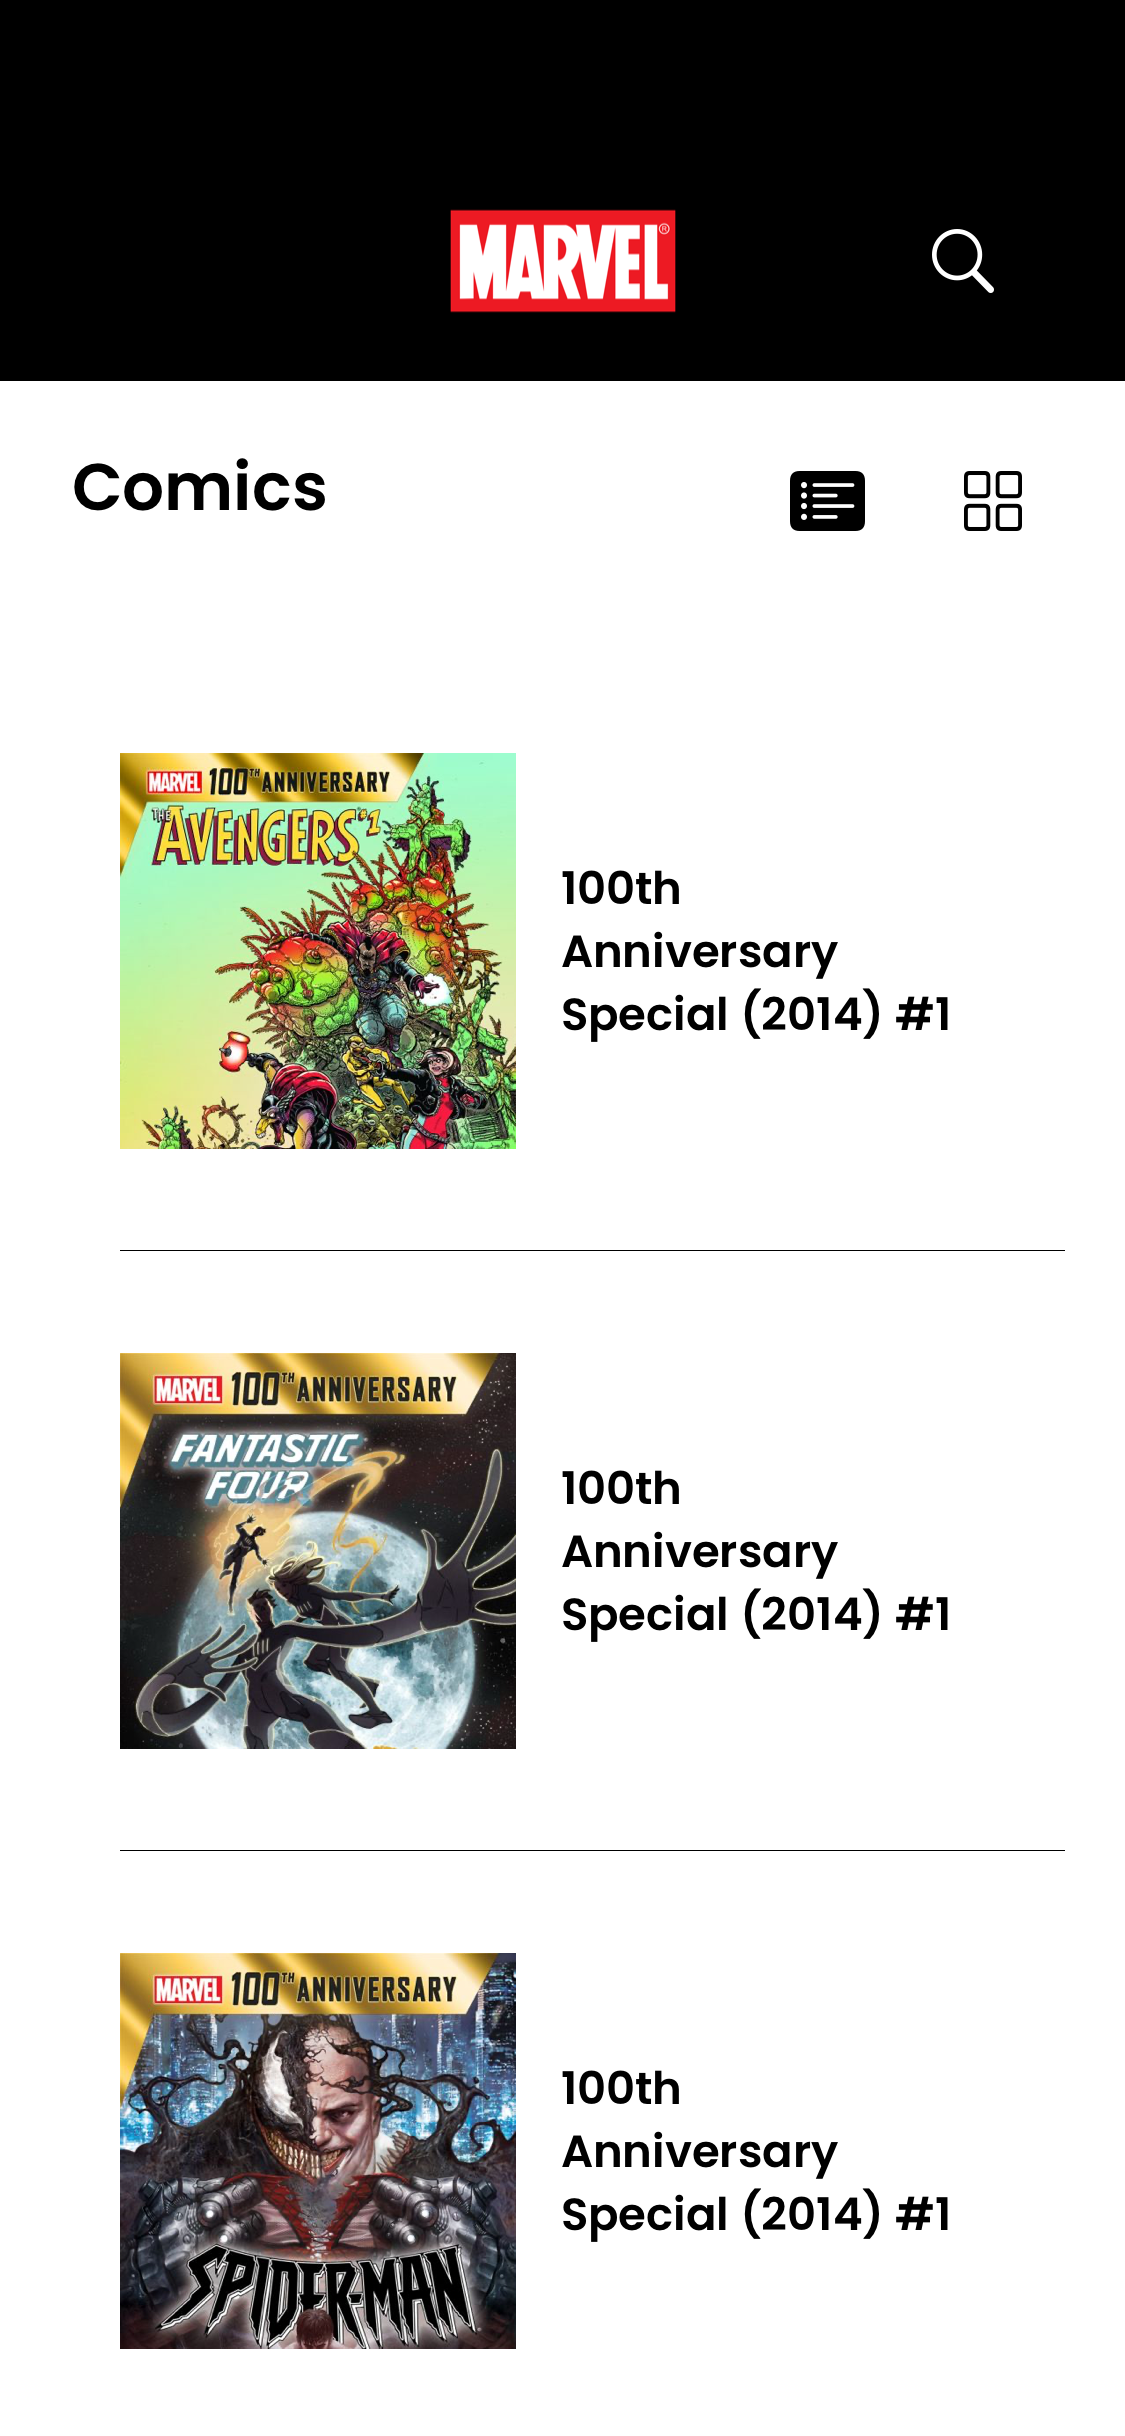 MARVEL®
Comics
MARVEL 100TH ANNIVERSARY
THE AVENGERS #1
100th
Anniversary
Special (2014) #1
MARVEL 100TH ANNIVERSARY
FANTASTIC
FOUR
100th
Anniversary
Special (2014) #1
MARVEL 100TH ANNIVERSARY
SPIDER-MAN
100th
Anniversary
Special (2014) #1